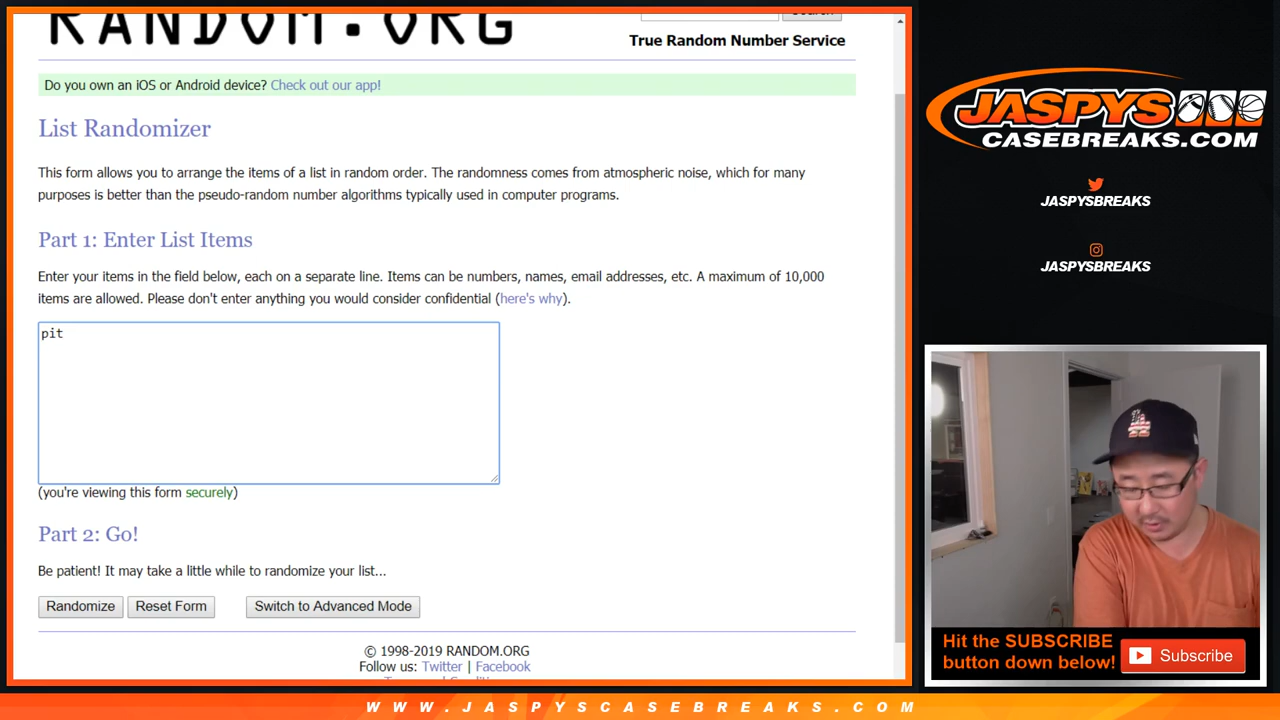 RANDOM.ORG
Search
True Random Number Service
Do you own an iOS or Android device? Check out our app!
List Randomizer
This form allows you to arrange the items of a list in random order. The randomness comes from atmospheric noise, which for many
purposes is better than the pseudo-random number algorithms typically used in computer programs.
Part 1: Enter List Items
Enter your items in the field below, each on a separate line. Items can be numbers, names, email addresses, etc. A maximum of 10,000
items are allowed. Please don't enter anything you would consider confidential (here's why).
pit
(you're viewing this form securely)
Part 2: Go!
Be patient! It may take a little while to randomize your list...
Randomize
Reset Form
Switch to Advanced Mode
© 1998-2019 RANDOM.ORG
Follow us: Twitter | Facebook
JASPYS
CASEBREAKS.COM
JASPYSBREAKS
JASPYSBREAKS
Hit the SUBSCRIBE
button down below!
Subscribe
WWW.JASPYSCASEBREAKS.COM